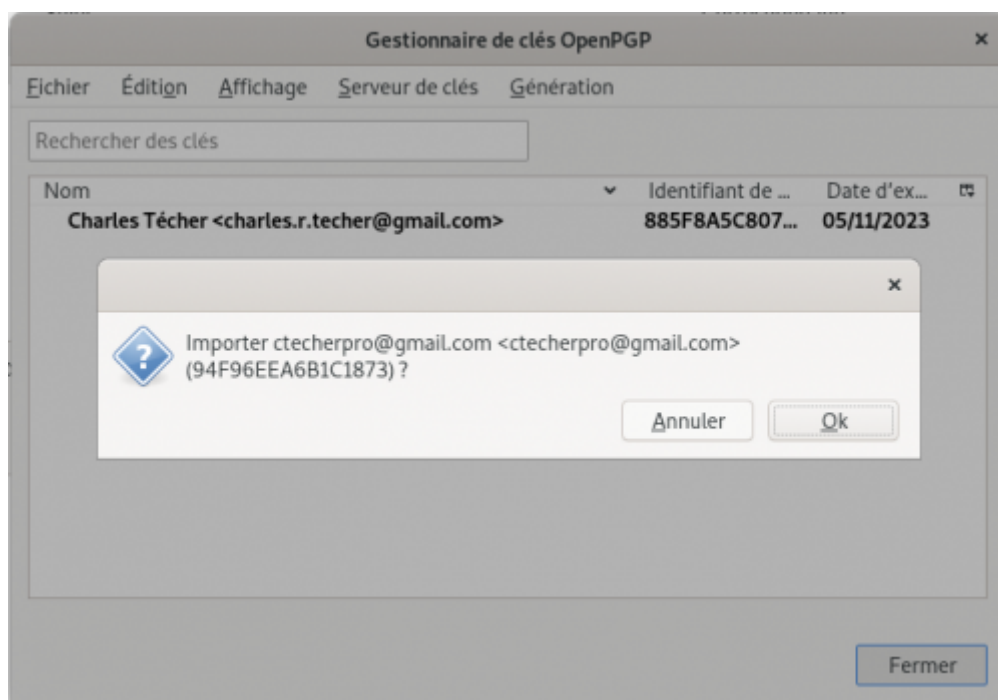 Gestionnaire de clés OpenPGP
Fichier Édition Affichage Serveur de clés Génération
Rechercher des clés
Nom Identifiant de ... Date d'ex...
Charles Técher <charles.r.techer@gmail.com> 885F8A5C807... 05/11/2023
Importer ctecherpro@gmail.com <ctecherpro@gmail.com>
(94F96EEA6B1C1873) ?
Annuler Ok
Fermer